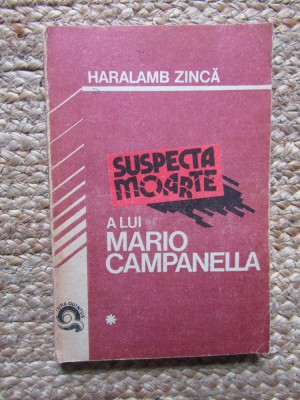 HARALAMB ZINCĂ
SUSPECTA
MOARTE
A LUI
MARIO
CAMPANELLA
*